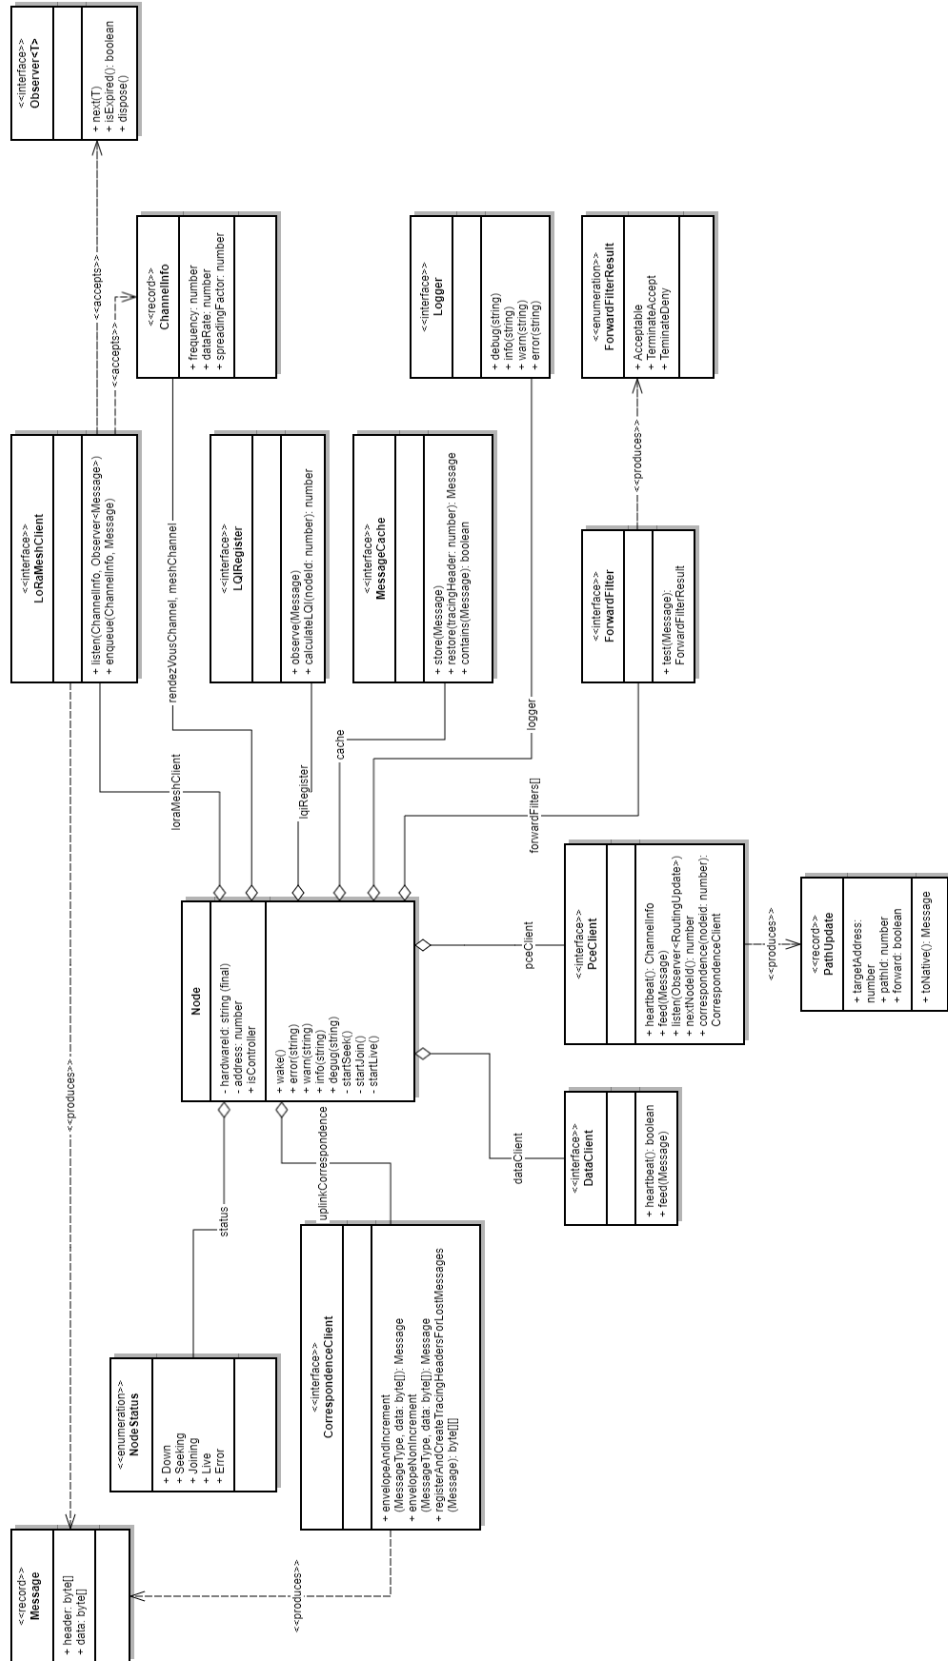 <<record>>
Message
+ header: byte[]
+ data: byte[]
<<produces>>
<<interface>>
LoRaMeshClient
+ listen(ChannelInfo, Observer<Message>)
+ enqueue(ChannelInfo, Message)
<<accepts>>
<<accepts>>
<<interface>>
Observer<T>
+ next(T)
+ isExpired(): boolean
+ dispose()
<<record>>
ChannelInfo
+ frequency: number
+ dataRate: number
+ spreadingFactor: number
<<enumeration>>
NodeStatus
+ Down
+ Seeking
+ Joining
+ Live
+ Error
status
loraMeshClient
rendezVousChannel, meshChannel
<<interface>>
LQIRegister
+ observe(Message)
+ calculateLQI(nodeId: number): number
lqiRegister
Node
- hardwareId: string (final)
- address: number
+ isController
+ wake()
+ error(string)
+ warn(string)
+ info(string)
+ degug(string)
- startSeek()
- startJoin()
- startLive()
<<produces>>
<<interface>>
CorrespondenceClient
+ envelopeAndIncrement
(MessageType, data: byte[]): Message
+ envelopeNonIncrement
(MessageType, data: byte[]): Message
+ registerAndCreateTracingHeadersForLostMessages
(Message): byte[][]
uplinkCorrespondence
cache
<<interface>>
MessageCache
+ store(Message)
+ restore(tracingHeader: number): Message
+ contains(Message): boolean
<<interface>>
Logger
+ debug(string)
+ info(string)
+ warn(string)
+ error(string)
logger
dataClient
pceClient
forwardFilters[]
<<interface>>
DataClient
+ heartbeat(): boolean
+ feed(Message)
<<interface>>
PceClient
+ heartbeat(): ChannelInfo
+ feed(Message)
+ listen(Observer<RoutingUpdate>)
+ nextNodeId(): number
+ correspondence(nodeid: number):
CorrespondenceClient
<<interface>>
ForwardFilter
+ test(Message):
ForwardFilterResult
<<produces>>
<<enumeration>>
ForwardFilterResult
+ Acceptable
+ TerminateAccept
+ TeminateDeny
<<produces>>
<<record>>
PathUpdate
+ targetAddress:
number
+ pathId: number
+ forward: boolean
+ toNative(): Message